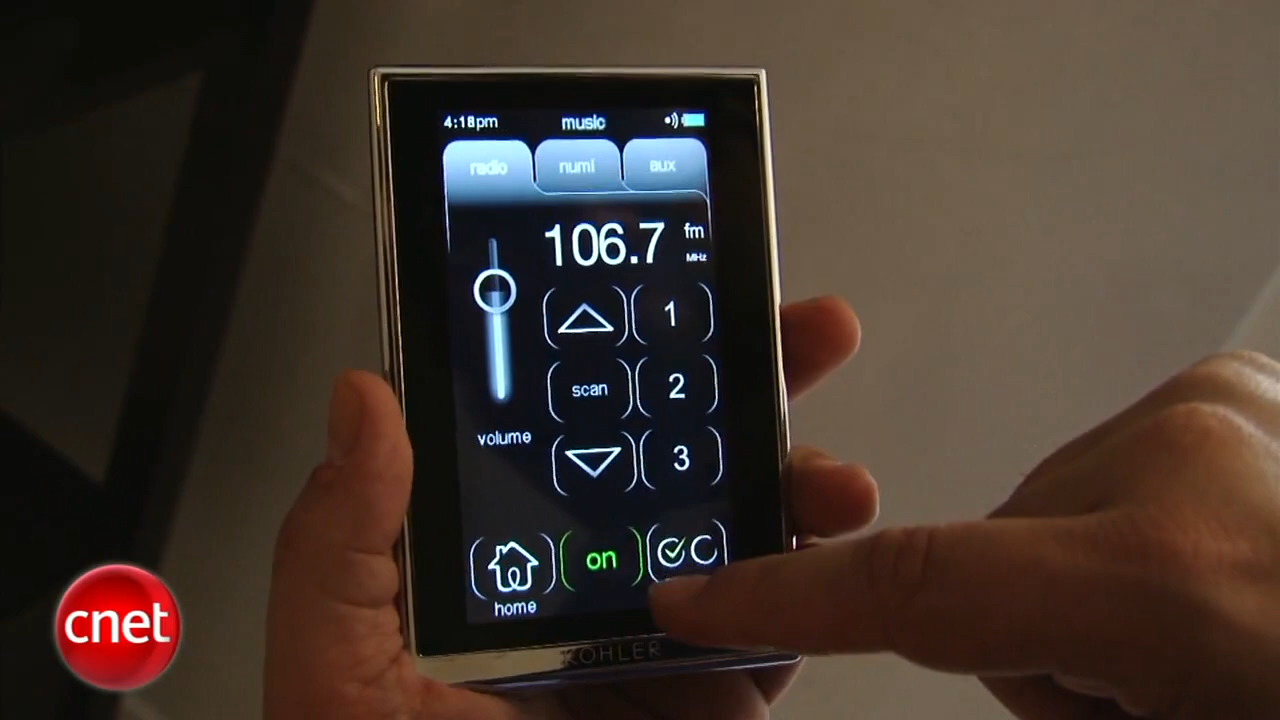 4:18pm music
radio numi aux
106.7 fm
MHz
1
scan 2
volume
3
on
home
KOHLER
cnet